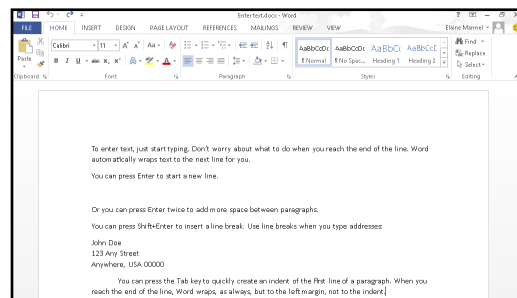 Enter text.docx - Word
FILE HOME INSERT DESIGN PAGE LAYOUT REFERENCES MAILINGS REVIEW VIEW Elaine Marmel
Calibri 11 A A Aa
AaBbCcDc AaBbCcDc AaBbCc AaBbCcC
Find
Replace
Select
Paste
B I U abc x₂ x² A A
¶ Normal ¶ No Spac... Heading 1 Heading 2
Clipboard Font Paragraph Styles Editing
To enter text, just start typing. Don't worry about what to do when you reach the end of the line. Word
automatically wraps text to the next line for you.
You can press Enter to start a new line.
Or you can press Enter twice to add more space between paragraphs.
You can press Shift+Enter to insert a line break. Use line breaks when you type addresses:
John Doe
123 Any Street
Anywhere, USA 00000
You can press the Tab key to quickly create an indent of the first line of a paragraph. When you
reach the end of the line, Word wraps, as always, but to the left margin, not to the indent.